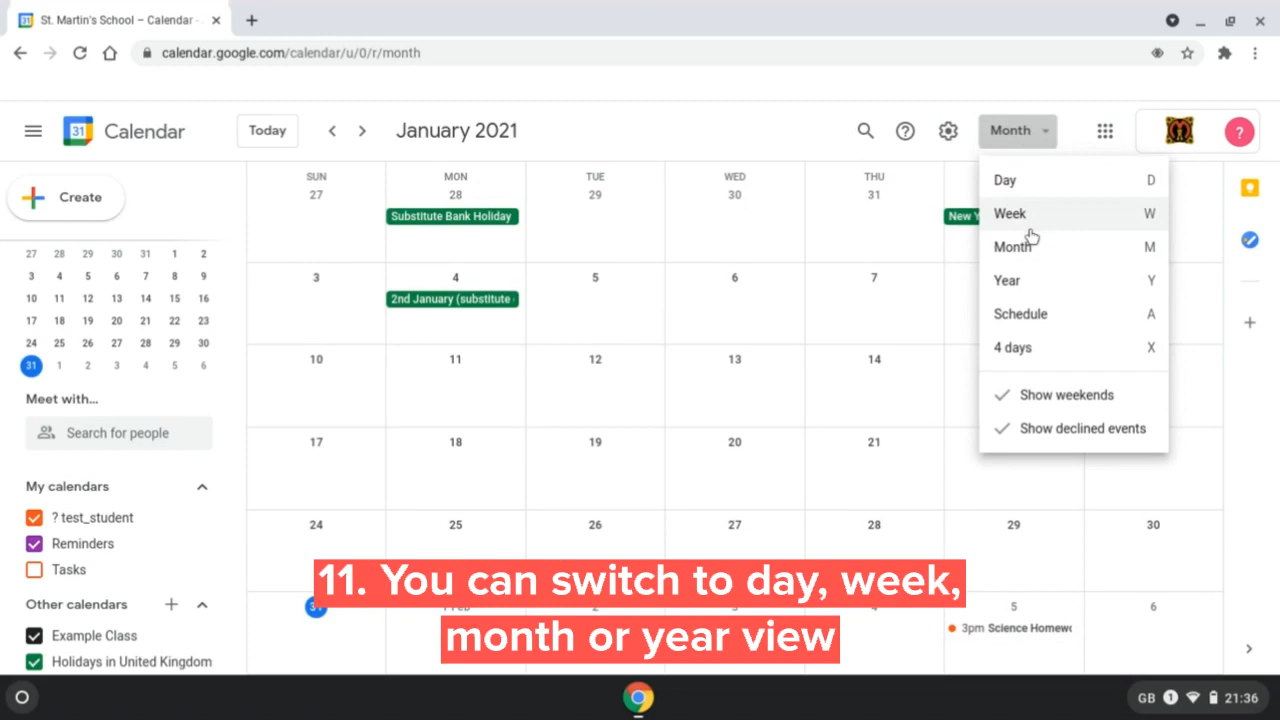 St. Martin's School – Calendar -
calendar.google.com/calendar/u/0/r/month
31 Calendar Today January 2021 Month ?
Create
27 28 29 30 31 1 2
3 4 5 6 7 8 9
10 11 12 13 14 15 16
17 18 19 20 21 22 23
24 25 26 27 28 29 30
31 1 2 3 4 5 6
Meet with...
Search for people
My calendars
? test_student
Reminders
Tasks
Other calendars
Example Class
Holidays in United Kingdom
SUN MON TUE WED THU
27 28 29 30 31
Substitute Bank Holiday New Y
3 4 5 6 7
2nd January (substitute
10 11 12 13 14
17 18 19 20 21
24 25 26 27 28 29 30
5 6
3pm Science Homew
Day D
Week W
Month M
Year Y
Schedule A
4 days X
Show weekends
Show declined events
11. You can switch to day, week,
month or year view
GB 1 21:36